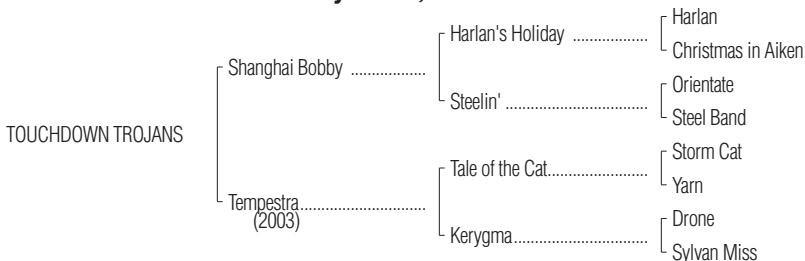 Harlan
Harlan's Holiday ..................
Christmas in Aiken
Shanghai Bobby ..................
Orientate
Steelin' ..................................
Steel Band
TOUCHDOWN TROJANS
Storm Cat
Tale of the Cat........................
Yarn
Tempestra..............................
(2003)
Drone
Kerygma................................
Sylvan Miss